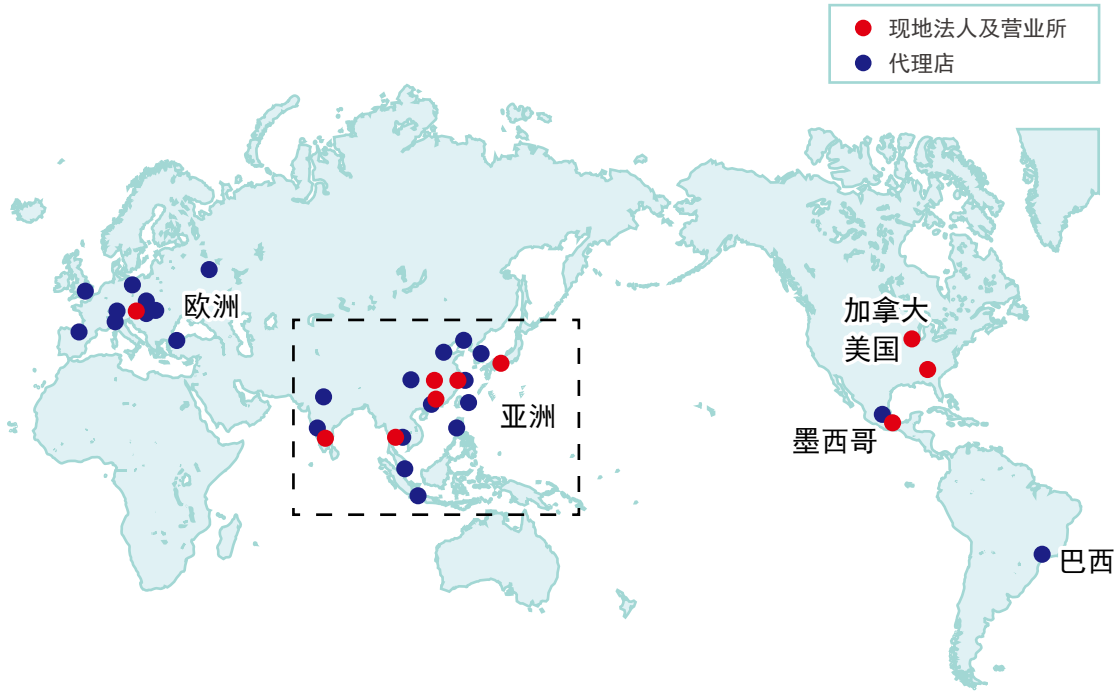 现地法人及营业所
代理店
欧洲
加拿大
美国
亚洲
墨西哥
巴西